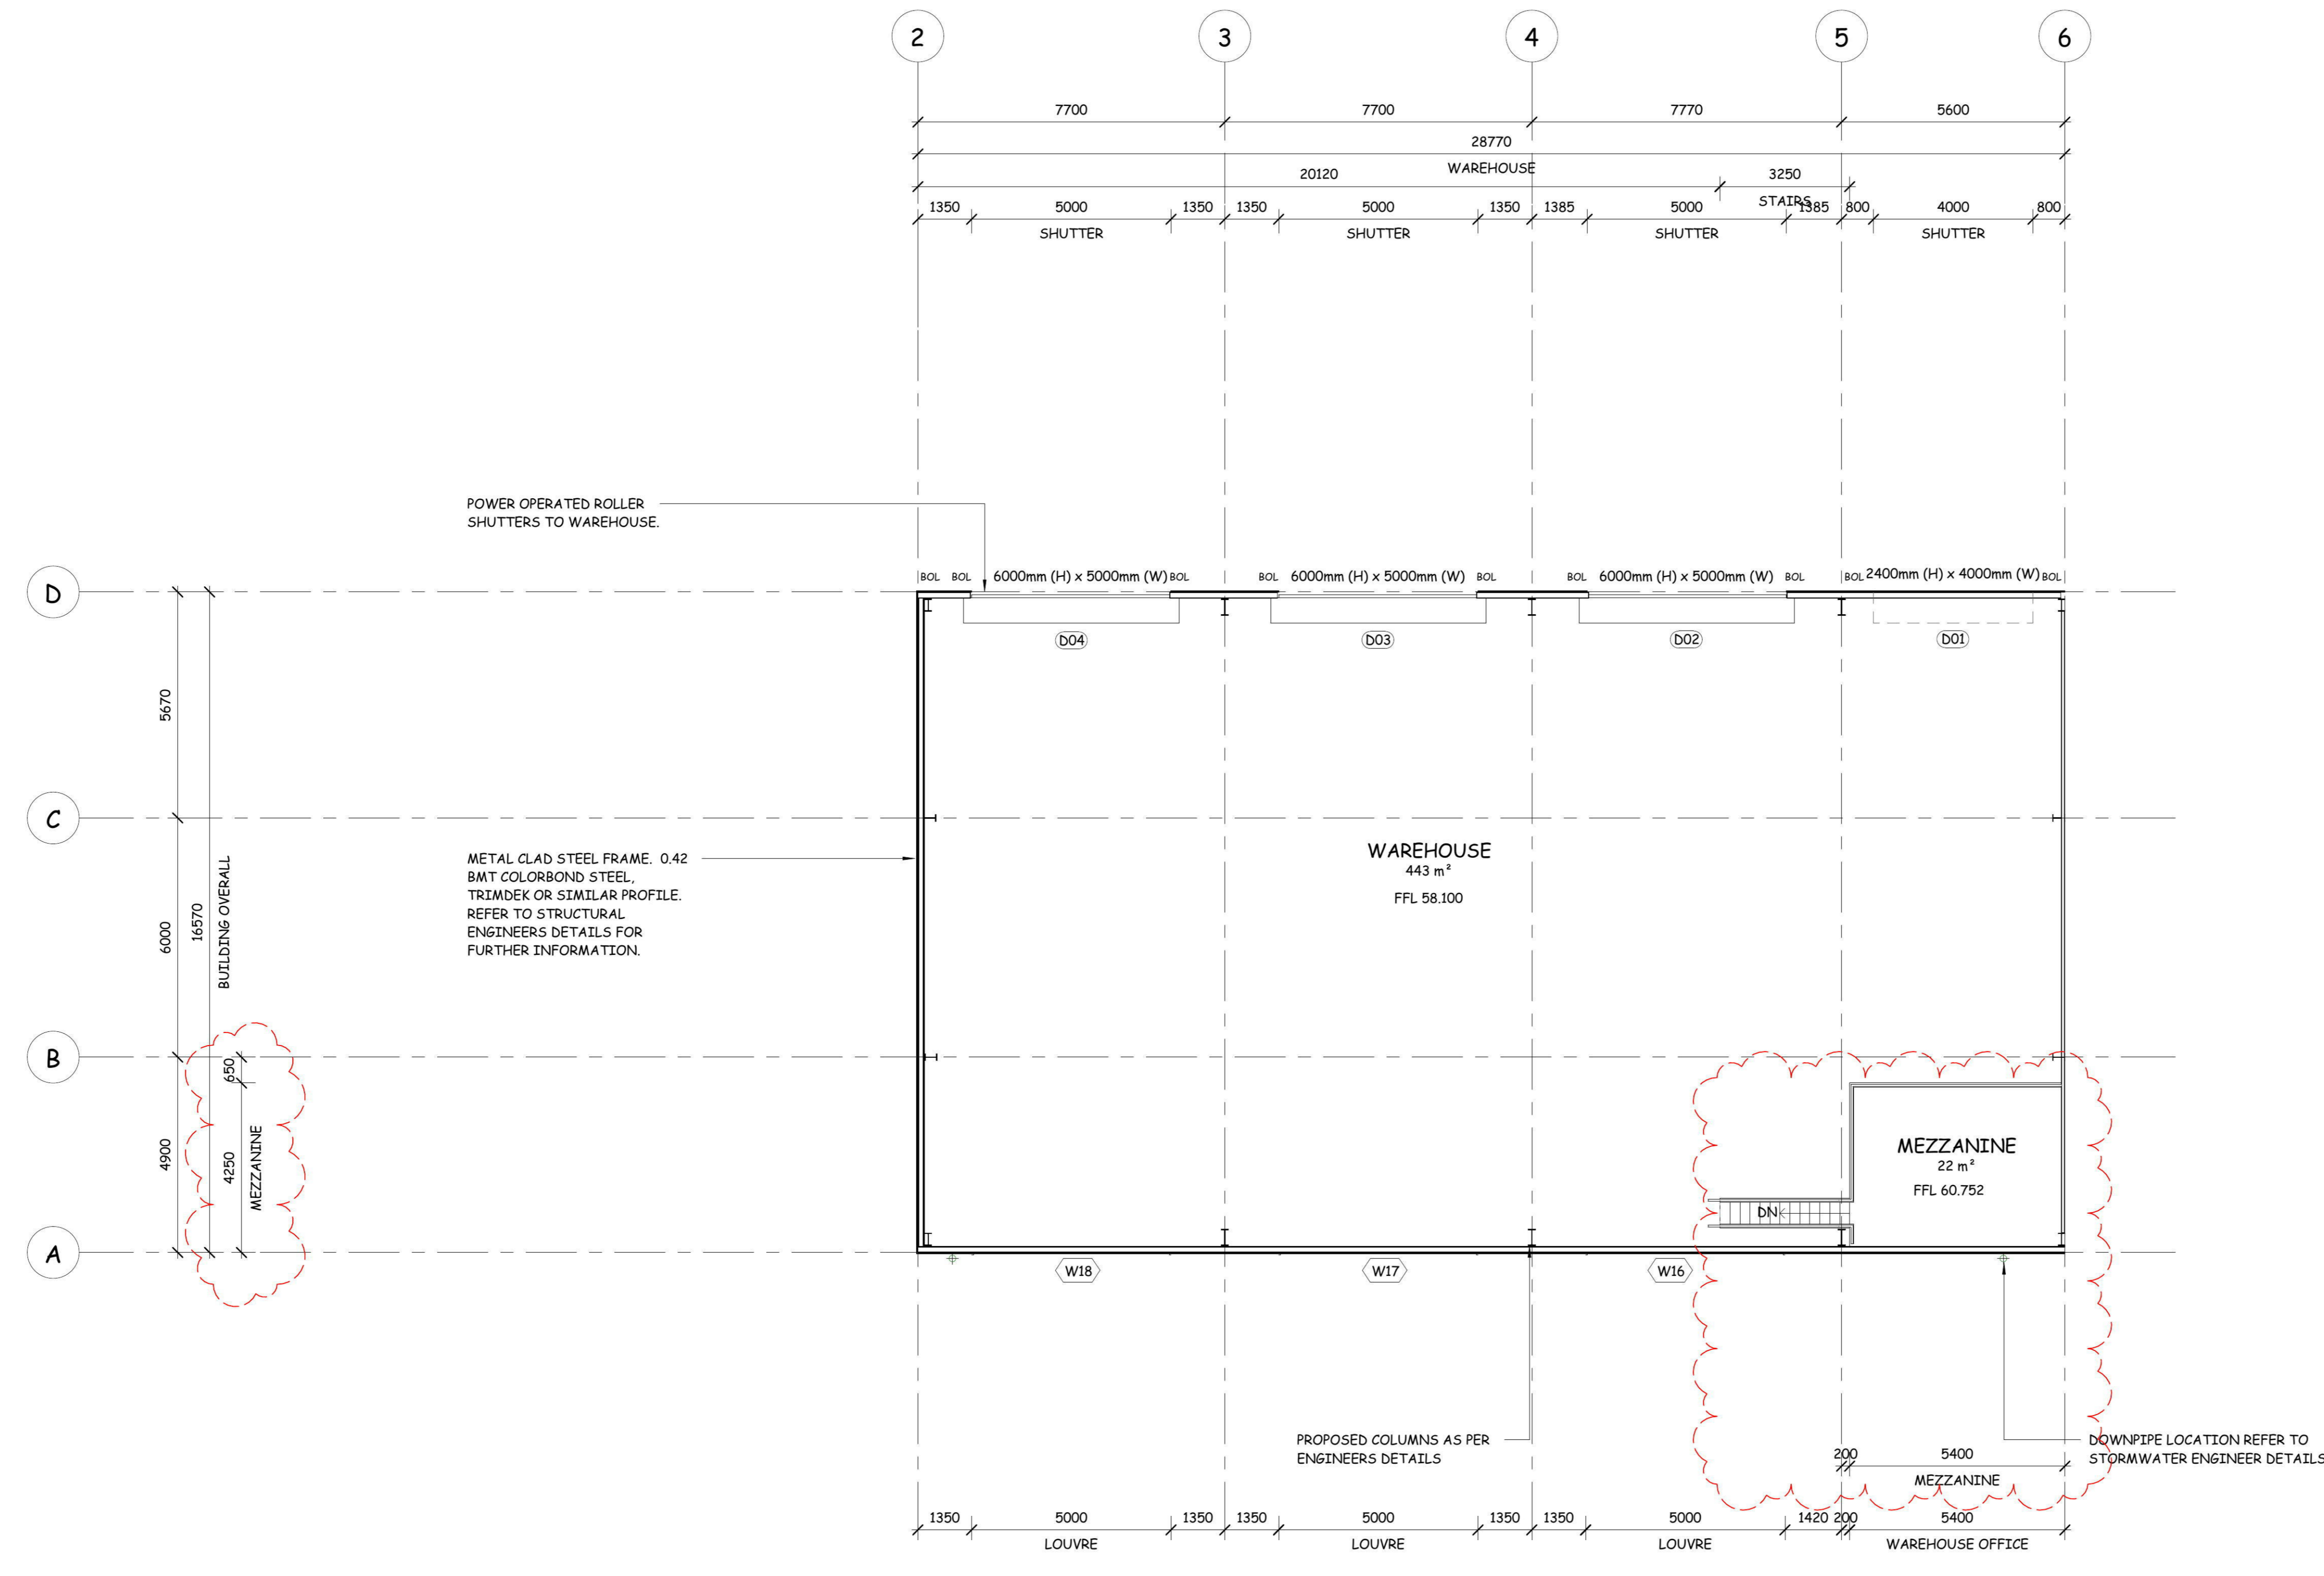 2 3 4 5 6
7700 7700 7770 5600
28770
WAREHOUSE
20120 3250
STAIRS
1350 5000 1350 1350 5000 1350 1385 5000 1385 800 4000 800
SHUTTER SHUTTER SHUTTER SHUTTER
POWER OPERATED ROLLER
SHUTTERS TO WAREHOUSE.
BOL BOL 6000mm (H) x 5000mm (W) BOL BOL 6000mm (H) x 5000mm (W) BOL BOL 6000mm (H) x 5000mm (W) BOL BOL 2400mm (H) x 4000mm (W) BOL
D
D04 D03 D02 D01
5670
C
METAL CLAD STEEL FRAME. 0.42
BMT COLORBOND STEEL,
TRIMDEK OR SIMILAR PROFILE.
REFER TO STRUCTURAL
ENGINEERS DETAILS FOR
FURTHER INFORMATION.
WAREHOUSE
443 m²
FFL 58.100
6000
16570
BUILDING OVERALL
B
650
4900
4250
MEZZANINE
MEZZANINE
22 m²
FFL 60.752
DN
A
W18 W17 W16
PROPOSED COLUMNS AS PER
ENGINEERS DETAILS
DOWNPIPE LOCATION REFER TO
STORMWATER ENGINEER DETAILS
200 5400
MEZZANINE
1350 5000 1350 1350 5000 1350 1350 5000 1420 200 5400
LOUVRE LOUVRE LOUVRE WAREHOUSE OFFICE